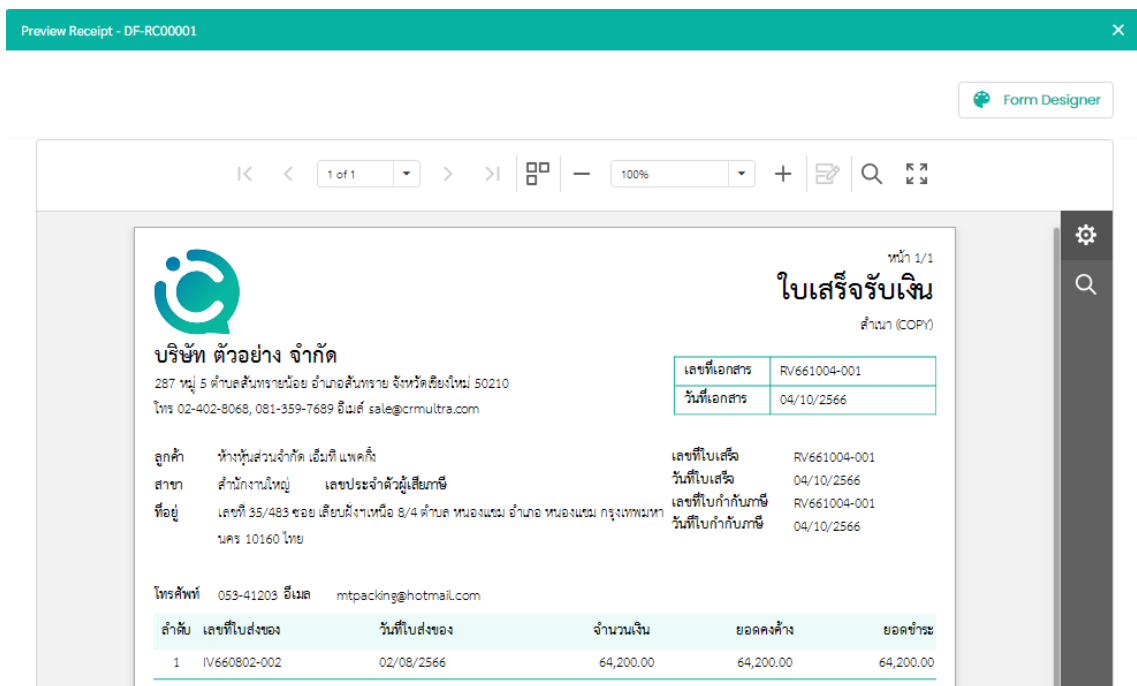 Preview Receipt - DF-RC00001
Form Designer
1 of 1
100%
หน้า 1/1
ใบเสร็จรับเงิน
สำเนา (COPY)
บริษัท ตัวอย่าง จำกัด
287 หมู่ 5 ตำบลสันทรายน้อย อำเภอสันทราย จังหวัดเชียงใหม่ 50210
โทร 02-402-8068, 081-359-7689 อีเมล์ sale@crmultra.com
เลขที่เอกสาร RV661004-001
วันที่เอกสาร 04/10/2566
ลูกค้า ห้างหุ้นส่วนจำกัด เอ็มที แพคกิ้ง
สาขา สำนักงานใหญ่ เลขประจำตัวผู้เสียภาษี
ที่อยู่ เลขที่ 35/483 ซอย เลียบฝั่งฯเหนือ 8/4 ตำบล หนองแขม อำเภอ หนองแขม กรุงเทพมหา
นคร 10160 ไทย
เลขที่ใบเสร็จ RV661004-001
วันที่ใบเสร็จ 04/10/2566
เลขที่ใบกำกับภาษี RV661004-001
วันที่ใบกำกับภาษี 04/10/2566
โทรศัพท์ 053-41203 อีเมล mtpacking@hotmail.com
ลำดับ เลขที่ใบส่งของ วันที่ใบส่งของ จำนวนเงิน ยอดคงค้าง ยอดชำระ
1 IV660802-002 02/08/2566 64,200.00 64,200.00 64,200.00